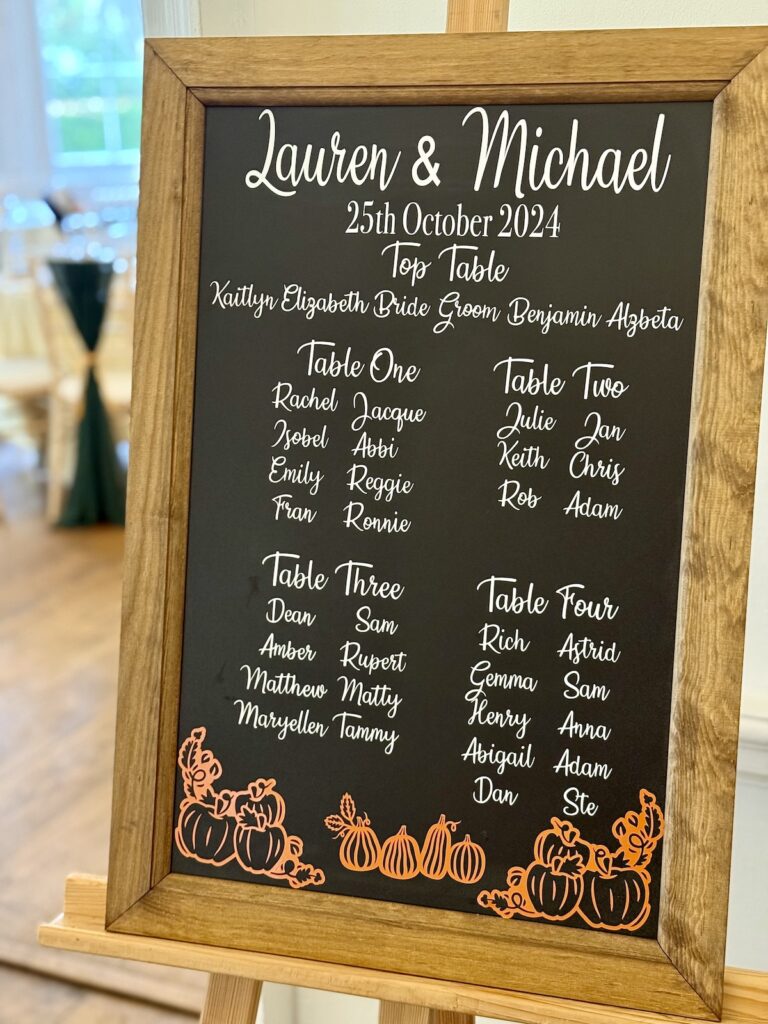 Lauren & Michael
25th October 2024
Top Table
Kaitlyn Elizabeth Bride Groom Benjamin Alzbeta
Table One
Rachel Jacque
Isobel Abbi
Emily Reggie
Fran Ronnie
Table Two
Julie Jan
Keith Chris
Rob Adam
Table Three
Dean Sam
Amber Rupert
Matthew Matty
Maryellen Tammy
Table Four
Rich Astrid
Gemma Sam
Henry Anna
Abigail Adam
Dan Ste